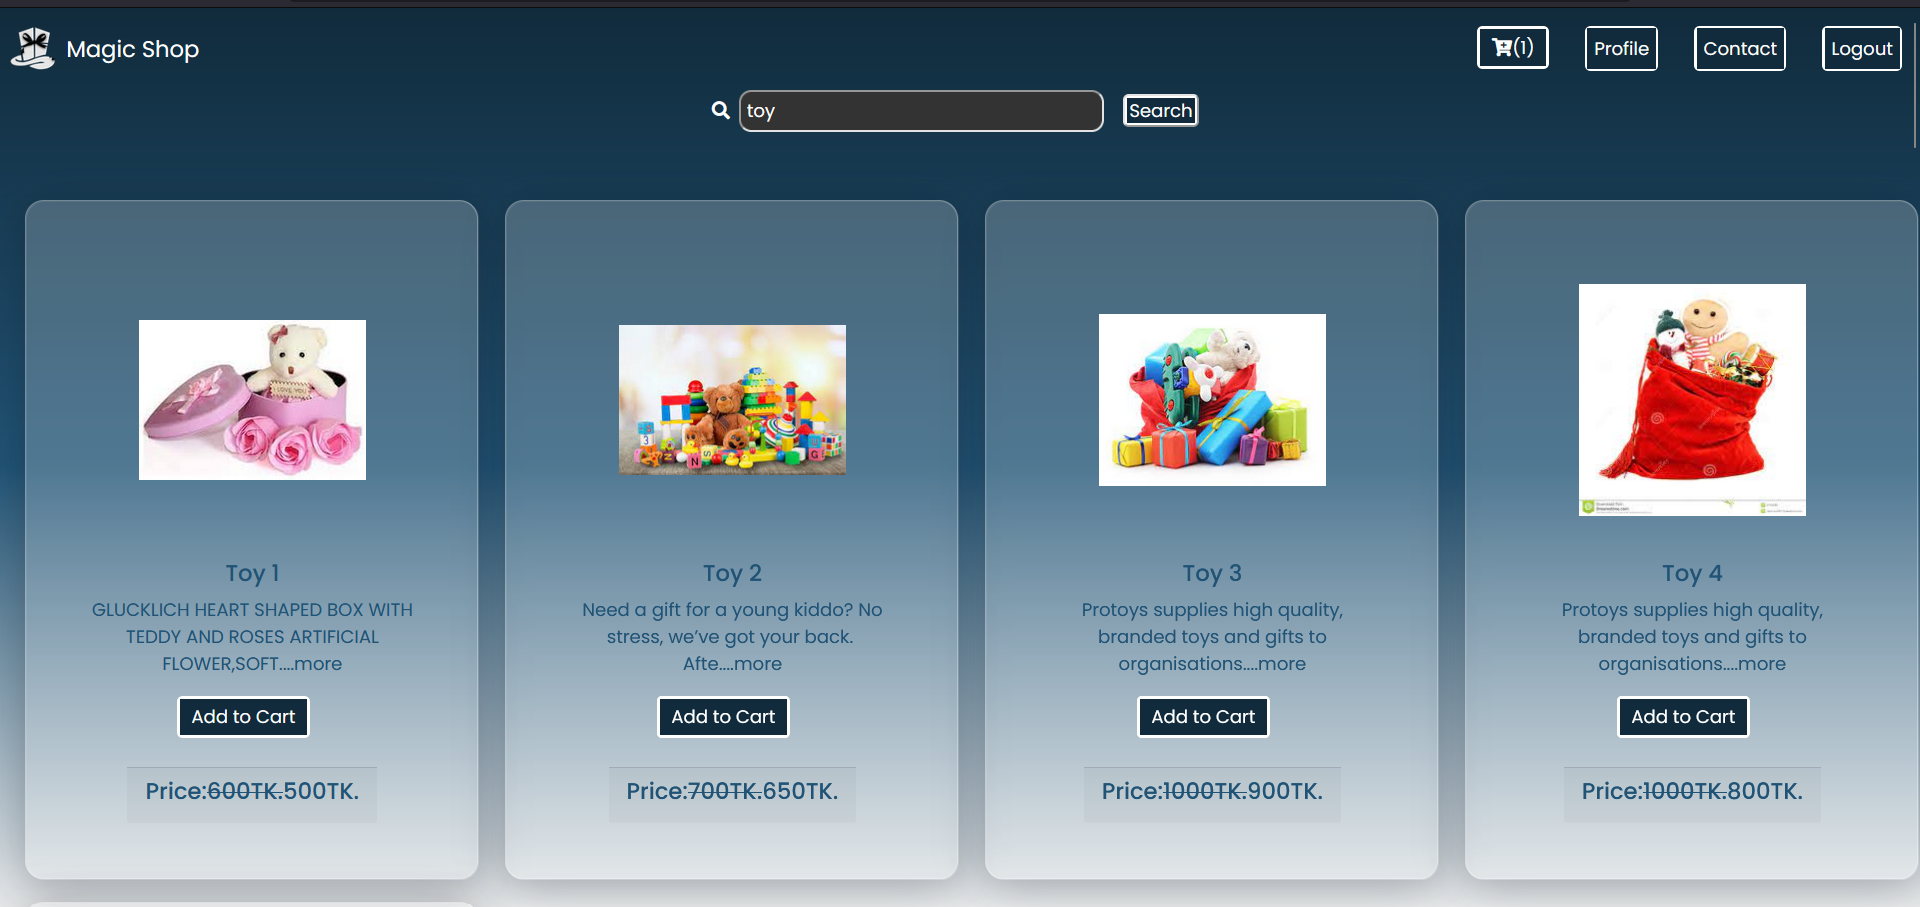 Magic Shop
(1)
Profile
Contact
Logout
toy
Search
LOVE YOU
Toy 1
GLUCKLICH HEART SHAPED BOX WITH
TEDDY AND ROSES ARTIFICIAL
FLOWER,SOFT....more
Add to Cart
Price:600TK.500TK.
Toy 2
Need a gift for a young kiddo? No
stress, we’ve got your back.
Afte....more
Add to Cart
Price:700TK.650TK.
Toy 3
Protoys supplies high quality,
branded toys and gifts to
organisations....more
Add to Cart
Price:1000TK.900TK.
Toy 4
Protoys supplies high quality,
branded toys and gifts to
organisations....more
Add to Cart
Price:1000TK.800TK.